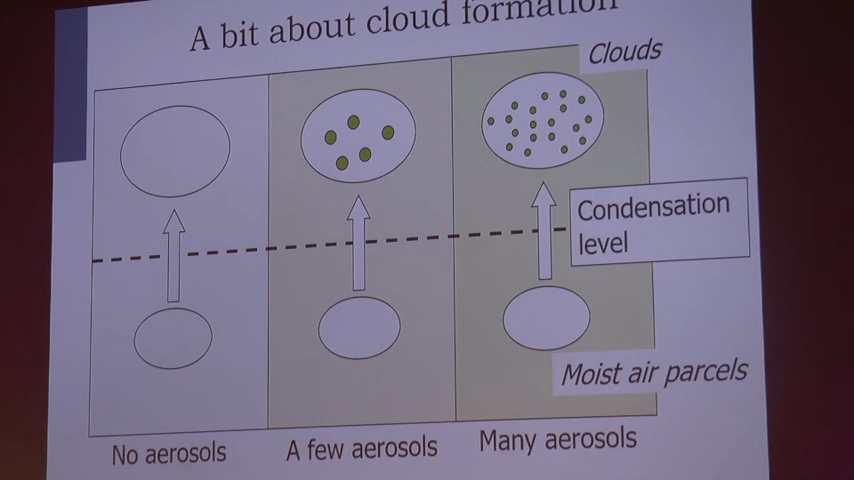 A bit about cloud formation
Clouds
Condensation
level
Moist air parcels
No aerosols
A few aerosols
Many aerosols